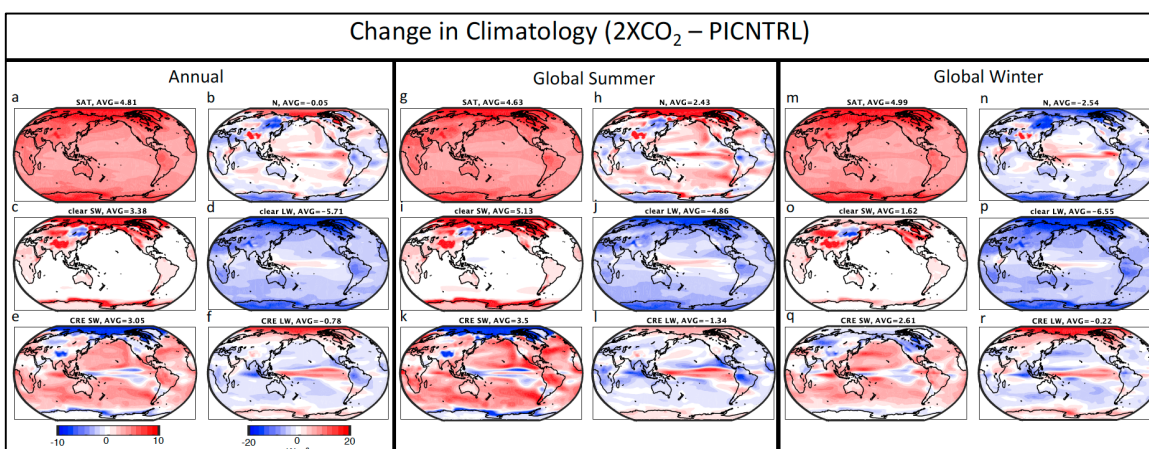 Change in Climatology (2XCO₂ – PICNTRL)
Annual
Global Summer
Global Winter
a
SAT, AVG=4.81
b
N, AVG=−0.05
g
SAT, AVG=4.63
h
N, AVG=2.43
m
SAT, AVG=4.99
n
N, AVG=−2.54
c
clear SW, AVG=3.38
d
clear LW, AVG=−5.71
i
clear SW, AVG=5.13
j
clear LW, AVG=−4.86
o
clear SW, AVG=1.62
p
clear LW, AVG=−6.55
e
CRE SW, AVG=3.05
f
CRE LW, AVG=−0.78
k
CRE SW, AVG=3.5
l
CRE LW, AVG=−1.34
q
CRE SW, AVG=2.61
r
CRE LW, AVG=−0.22
-10 0 10
-20 0 20